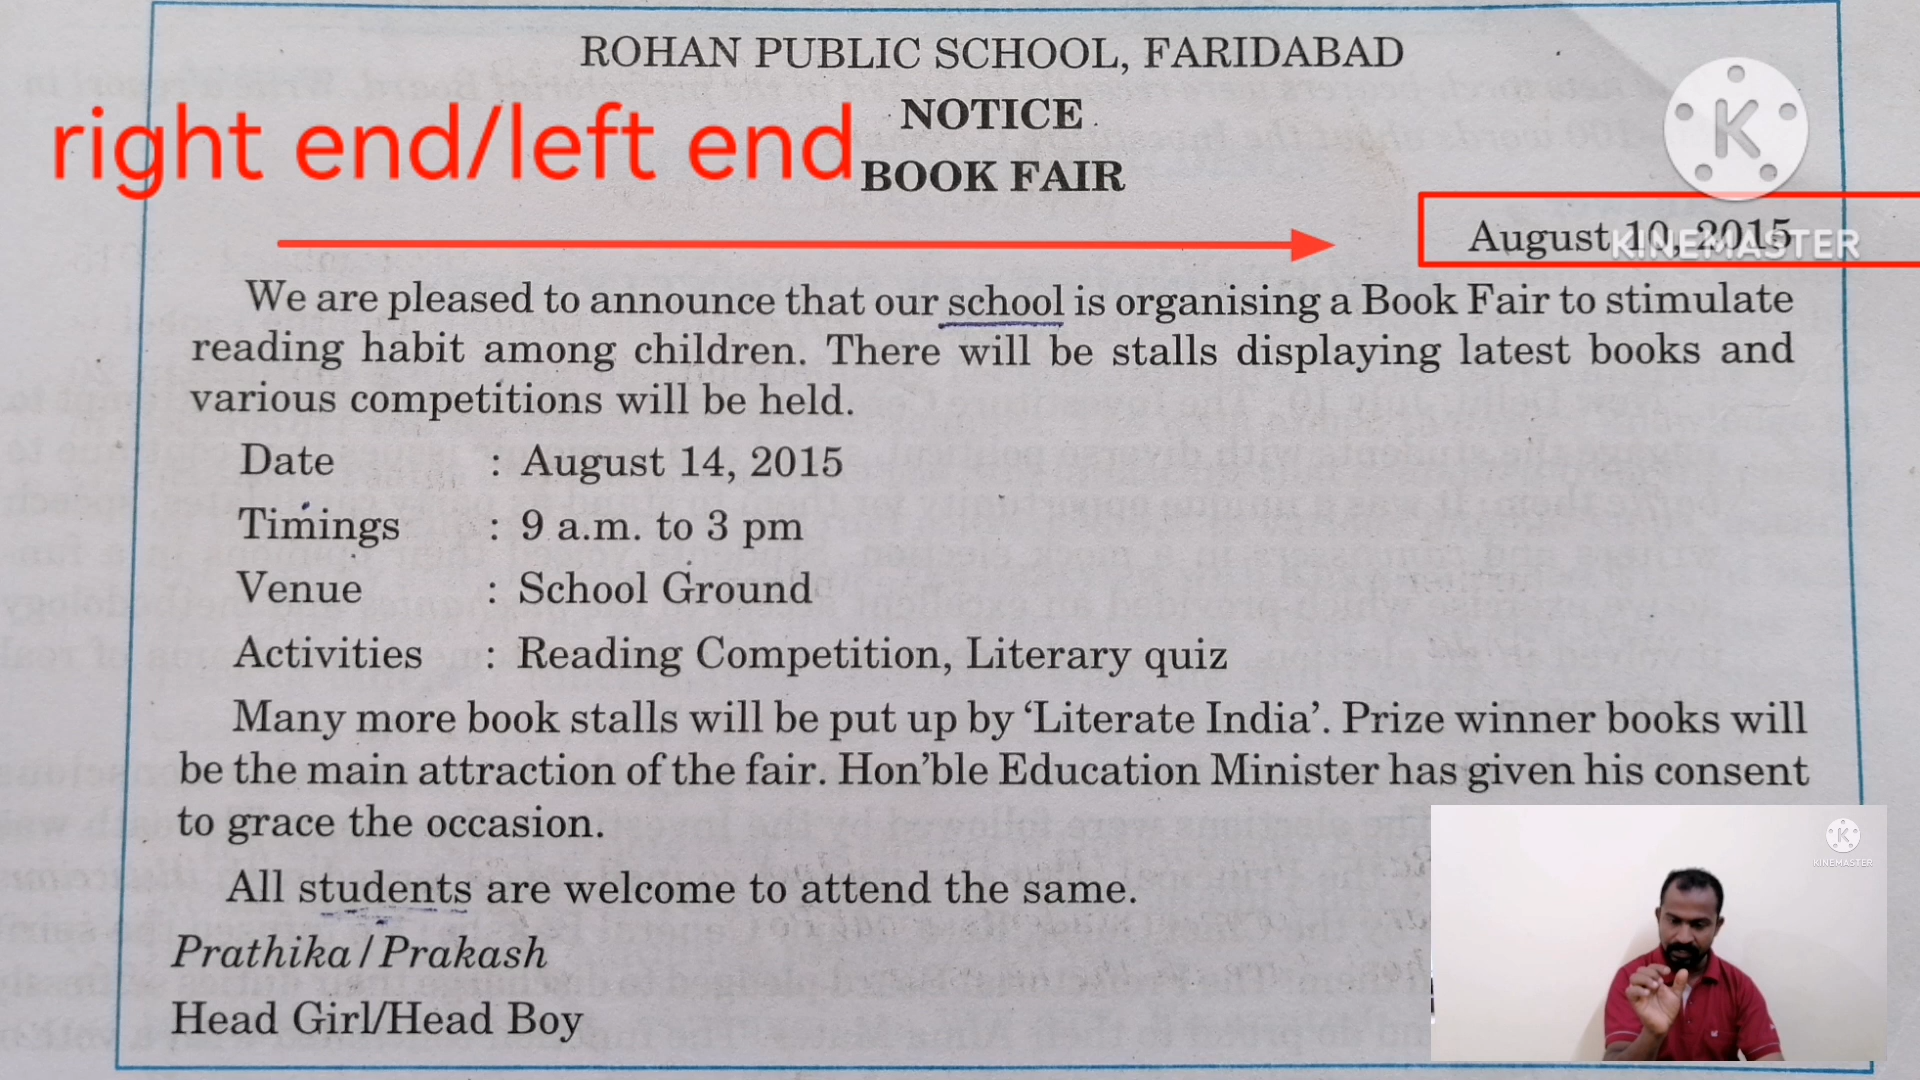 ROHAN PUBLIC SCHOOL, FARIDABAD
NOTICE
right end/left end
BOOK FAIR
August 10, 2015
KINEMASTER
We are pleased to announce that our school is organising a Book Fair to stimulate
reading habit among children. There will be stalls displaying latest books and
various competitions will be held.
Date : August 14, 2015
Timings : 9 a.m. to 3 pm
Venue : School Ground
Activities : Reading Competition, Literary quiz
Many more book stalls will be put up by ‘Literate India’. Prize winner books will
be the main attraction of the fair. Hon’ble Education Minister has given his consent
to grace the occasion.
All students are welcome to attend the same.
Prathika / Prakash
Head Girl/Head Boy
K
K
KINEMASTER